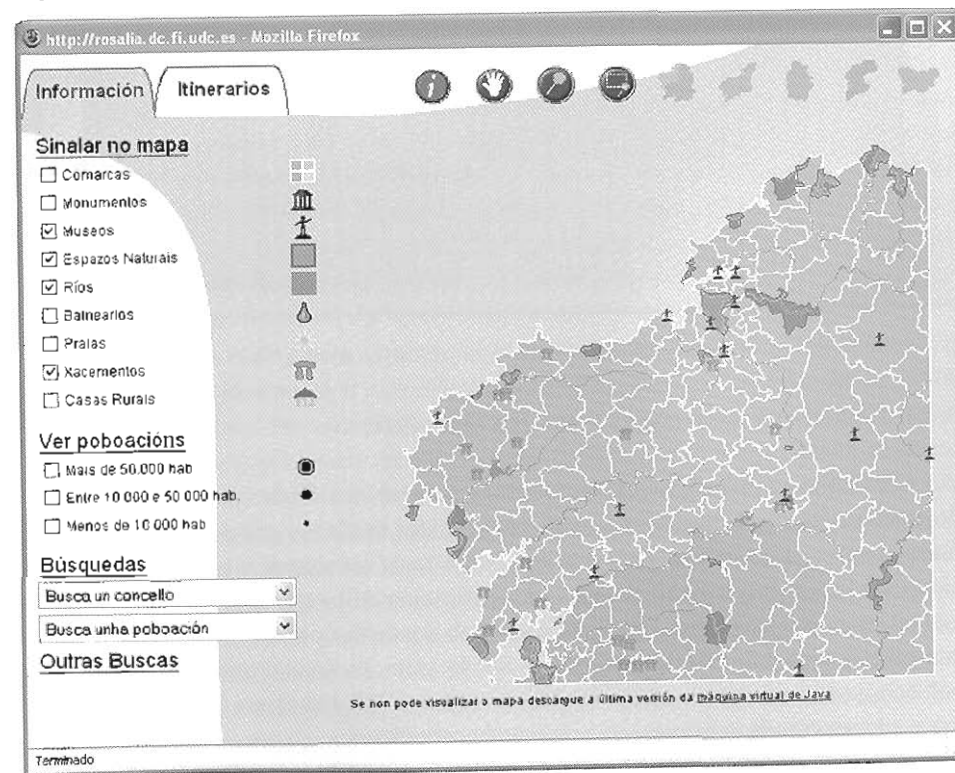 http://rosalia.dc.fi.udc.es - Mozilla Firefox
Información
Itinerarios
Sinalar no mapa
Comarcas
Monumentos
Museos
Espazos Naturais
Ríos
Balnearios
Praias
Xacementos
Casas Rurais
Ver poboacións
Mais de 50.000 hab
Entre 10 000 e 50 000 hab.
Menos de 10 000 hab
Búsquedas
Busca un concello
Busca unha poboación
Outras Buscas
Se non pode visualizar o mapa descargue a última versión da máquina virtual de Java
Terminado